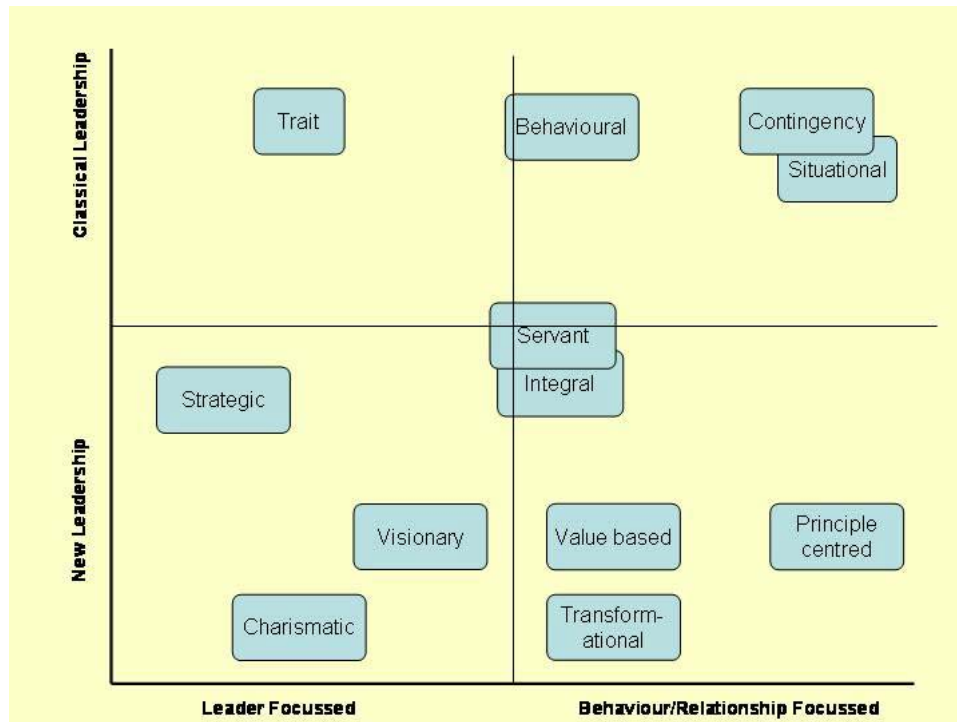 Classical Leadership
Trait
Behavioural
Contingency
Situational
Servant
Integral
Strategic
New Leadership
Visionary
Value based
Principle
centred
Charismatic
Transform-
ational
Leader Focussed
Behaviour/Relationship Focussed